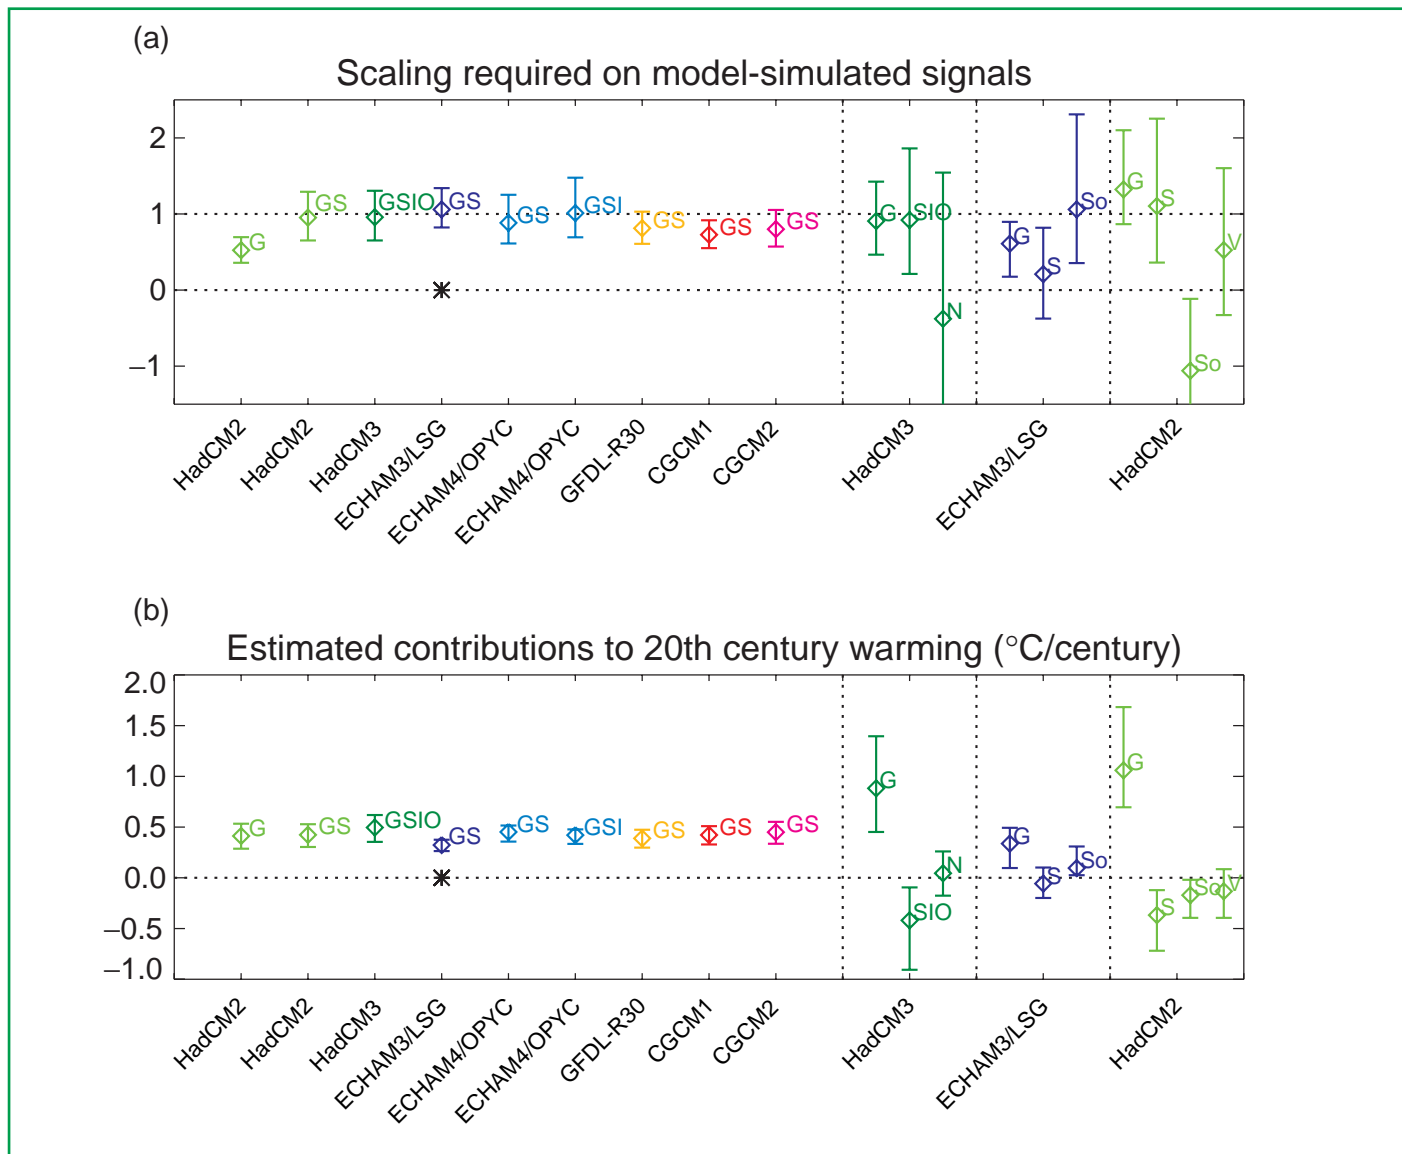 (a)
Scaling required on model-simulated signals
2
1
0
–1
G
GS
GSIO
GS
GS
GSI
GS
GS
GS
G
SIO
N
G
S
So
G
S
So
V
HadCM2
HadCM2
HadCM3
ECHAM3/LSG
ECHAM4/OPYC
ECHAM4/OPYC
GFDL-R30
CGCM1
CGCM2
HadCM3
ECHAM3/LSG
HadCM2
(b)
Estimated contributions to 20th century warming (°C/century)
2.0
1.5
1.0
0.5
0.0
–0.5
–1.0
G
GS
GSIO
GS
GS
GSI
GS
GS
GS
G
SIO
N
G
S
So
G
S
So
V
HadCM2
HadCM2
HadCM3
ECHAM3/LSG
ECHAM4/OPYC
ECHAM4/OPYC
GFDL-R30
CGCM1
CGCM2
HadCM3
ECHAM3/LSG
HadCM2